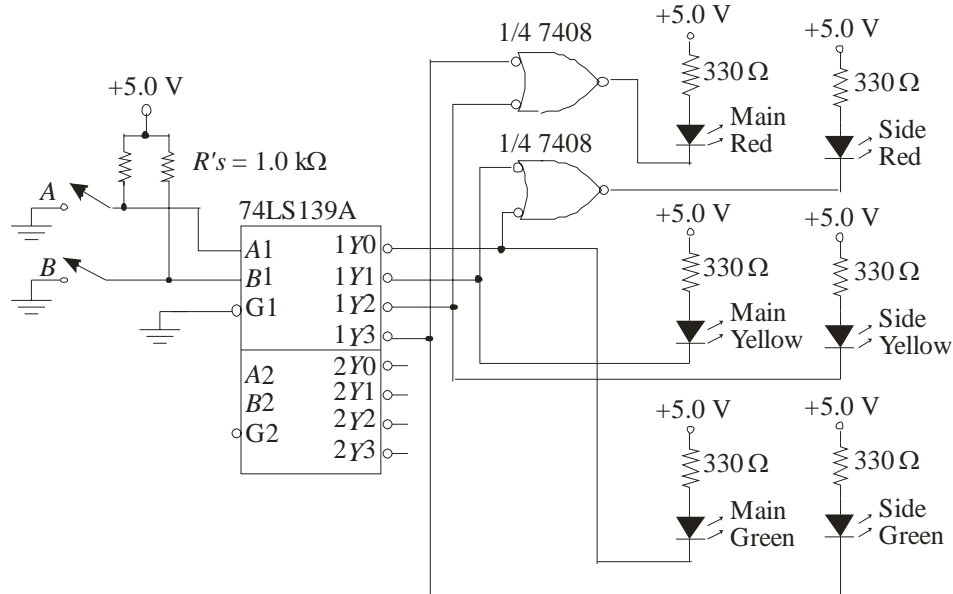 1/4 7408
+5.0 V
330 Ω
Main
Red
+5.0 V
330 Ω
Side
Red
+5.0 V
R's = 1.0 kΩ
1/4 7408
A
B
74LS139A
A1
B1
G1
1Y0
1Y1
1Y2
1Y3
A2
B2
G2
2Y0
2Y1
2Y2
2Y3
+5.0 V
330 Ω
Main
Yellow
+5.0 V
330 Ω
Side
Yellow
+5.0 V
330 Ω
Main
Green
+5.0 V
330 Ω
Side
Green